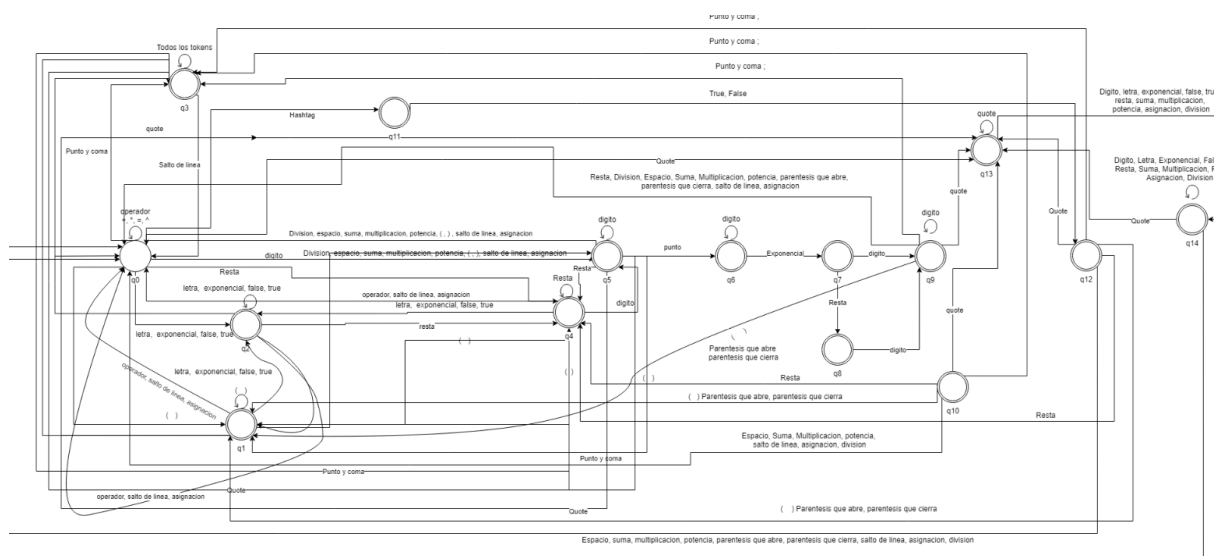 Punto y coma ;
Punto y coma ;
Todos los tokens
Punto y coma ;
q3
True, False
Digito, letra, exponencial, false, tru
resta, suma, multiplicacion,
potencia, asignacion, division
Hashtag
q11
quote
quote
Punto y coma
Salto de linea
Quote
q13
Digito, Letra, Exponencial, Fal
Resta, Suma, Multiplicacion, P
Asignacion, Division
Resta, Division, Espacio, Suma, Multiplicacion, potencia, parentesis que abre,
parentesis que cierra, salto de linea, asignacion
quote
Quote
Quote
q14
operador
+, *, =, ^
digito
digito
digito
Division, espacio, suma, multiplicacion, potencia, ( , ) , salto de linea, asignacion
punto
Exponencial
digito
digito
Division, espacio, suma, multiplicacion, potencia, ( , ), salto de linea, asignacion
q0
q5
q6
q7
q9
q12
Resta
Resta
Resta
letra, exponencial, false, true
operador, salto de linea, asignacion
letra, exponencial, false, true
digito
Resta
quote
letra, exponencial, false, true
resta
q4
q2
( )
( )
Parentesis que abre
parentesis que cierra
digito
q8
letra, exponencial, false, true
( )
( )
Resta
operador, salto de linea, asignacion
( )
( )
( ) Parentesis que abre, parentesis que cierra
q10
Resta
q1
Espacio, Suma, Multiplicacion, potencia,
salto de linea, asignacion, division
Punto y coma
Punto y coma
Quote
operador, salto de linea, asignacion
Quote
( ) Parentesis que abre, parentesis que cierra
Espacio, suma, multiplicacion, potencia, parentesis que abre, parentesis que cierra, salto de linea, asignacion, division